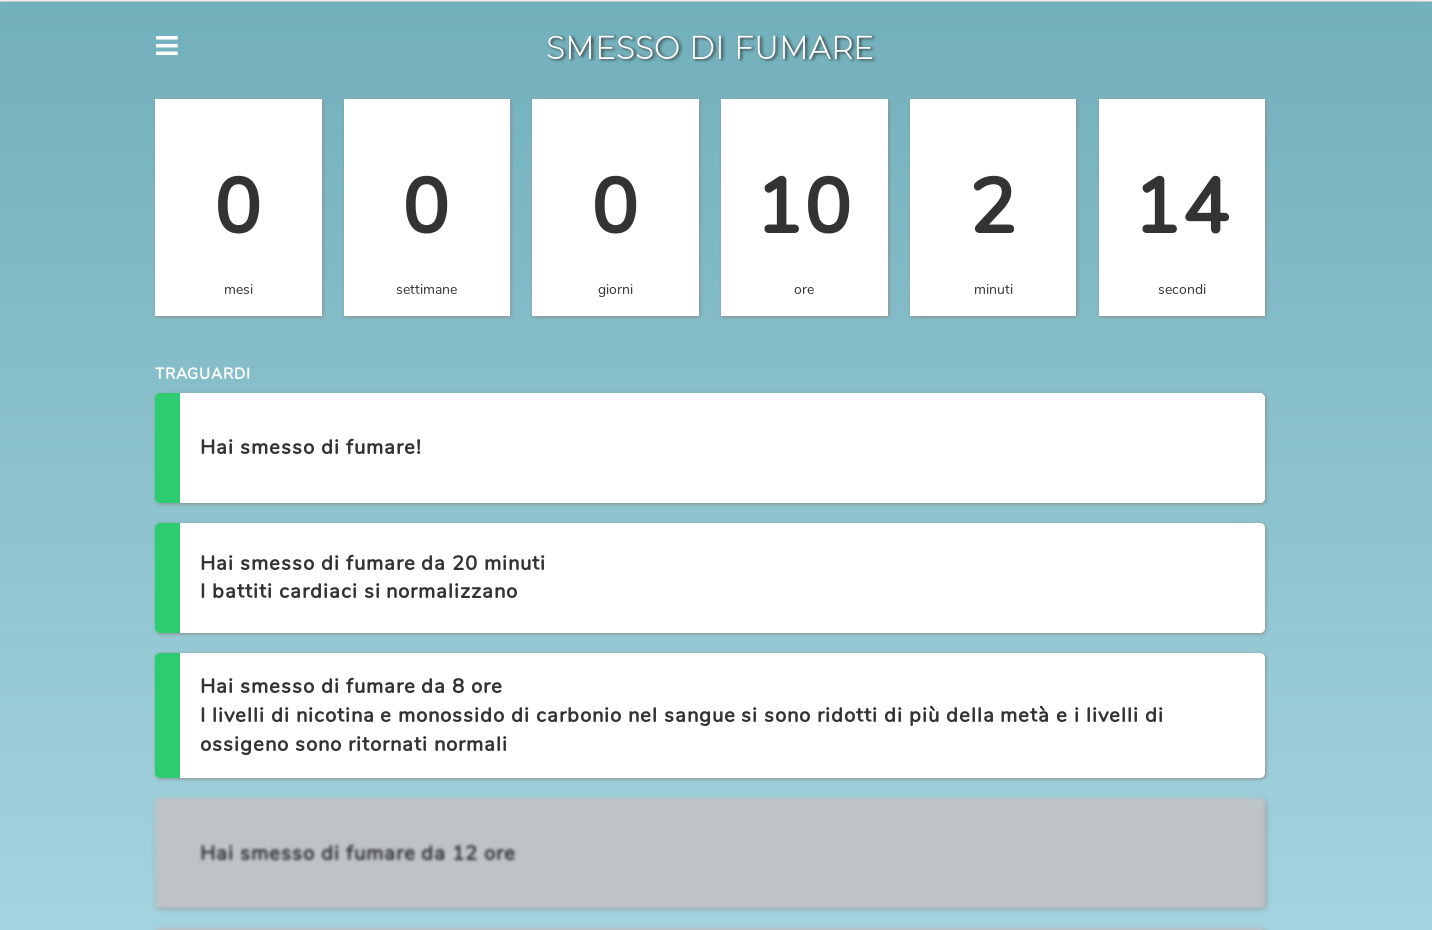 SMESSO DI FUMARE
0
0
0
10
2
14
mesi
settimane
giorni
ore
minuti
secondi
TRAGUARDI
Hai smesso di fumare!
Hai smesso di fumare da 20 minuti
I battiti cardiaci si normalizzano
Hai smesso di fumare da 8 ore
I livelli di nicotina e monossido di carbonio nel sangue si sono ridotti di più della metà e i livelli di
ossigeno sono ritornati normali
Hai smesso di fumare da 12 ore